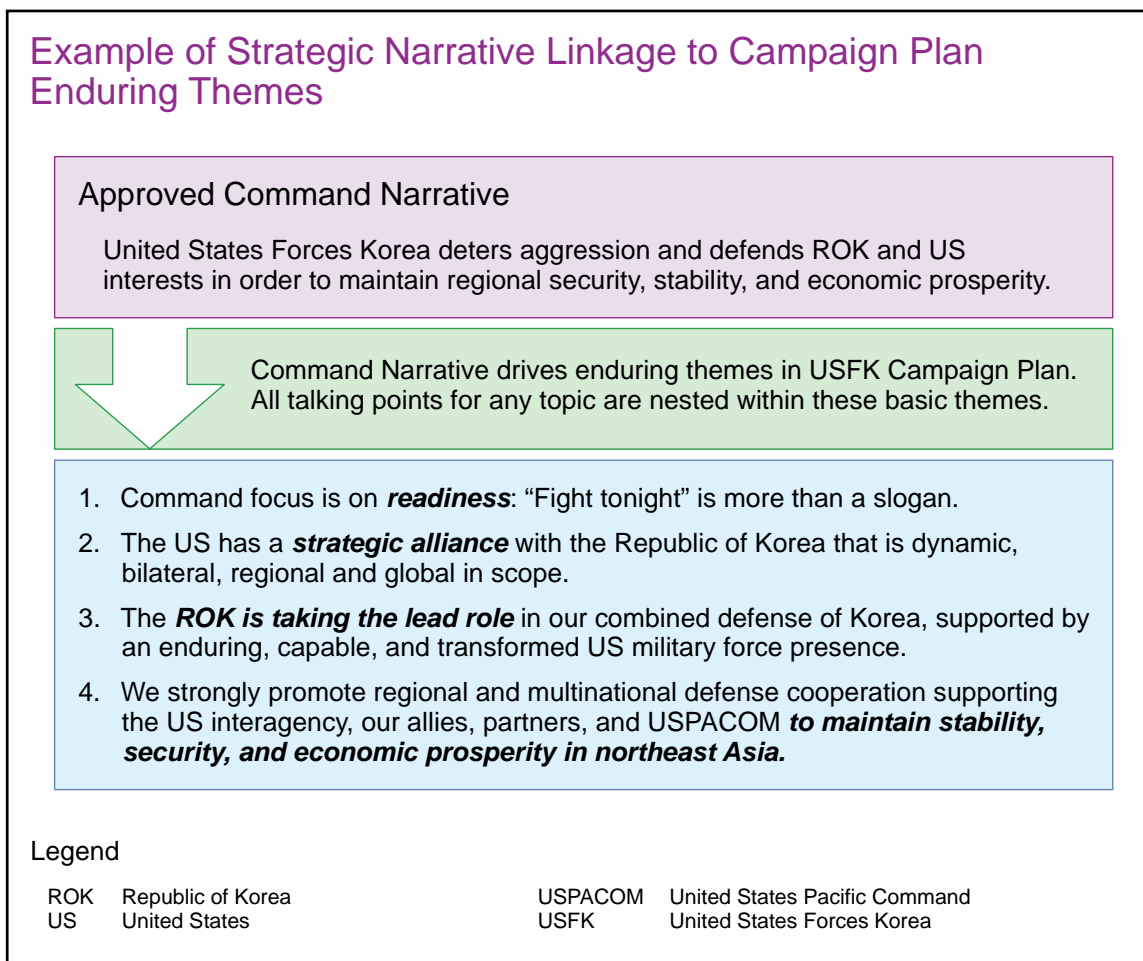 Example of Strategic Narrative Linkage to Campaign Plan
Enduring Themes
Approved Command Narrative
United States Forces Korea deters aggression and defends ROK and US
interests in order to maintain regional security, stability, and economic prosperity.
Command Narrative drives enduring themes in USFK Campaign Plan.
All talking points for any topic are nested within these basic themes.
1. Command focus is on readiness: “Fight tonight” is more than a slogan.
2. The US has a strategic alliance with the Republic of Korea that is dynamic,
bilateral, regional and global in scope.
3. The ROK is taking the lead role in our combined defense of Korea, supported by
an enduring, capable, and transformed US military force presence.
4. We strongly promote regional and multinational defense cooperation supporting
the US interagency, our allies, partners, and USPACOM to maintain stability,
security, and economic prosperity in northeast Asia.
Legend
ROK Republic of Korea
US United States
USPACOM United States Pacific Command
USFK United States Forces Korea